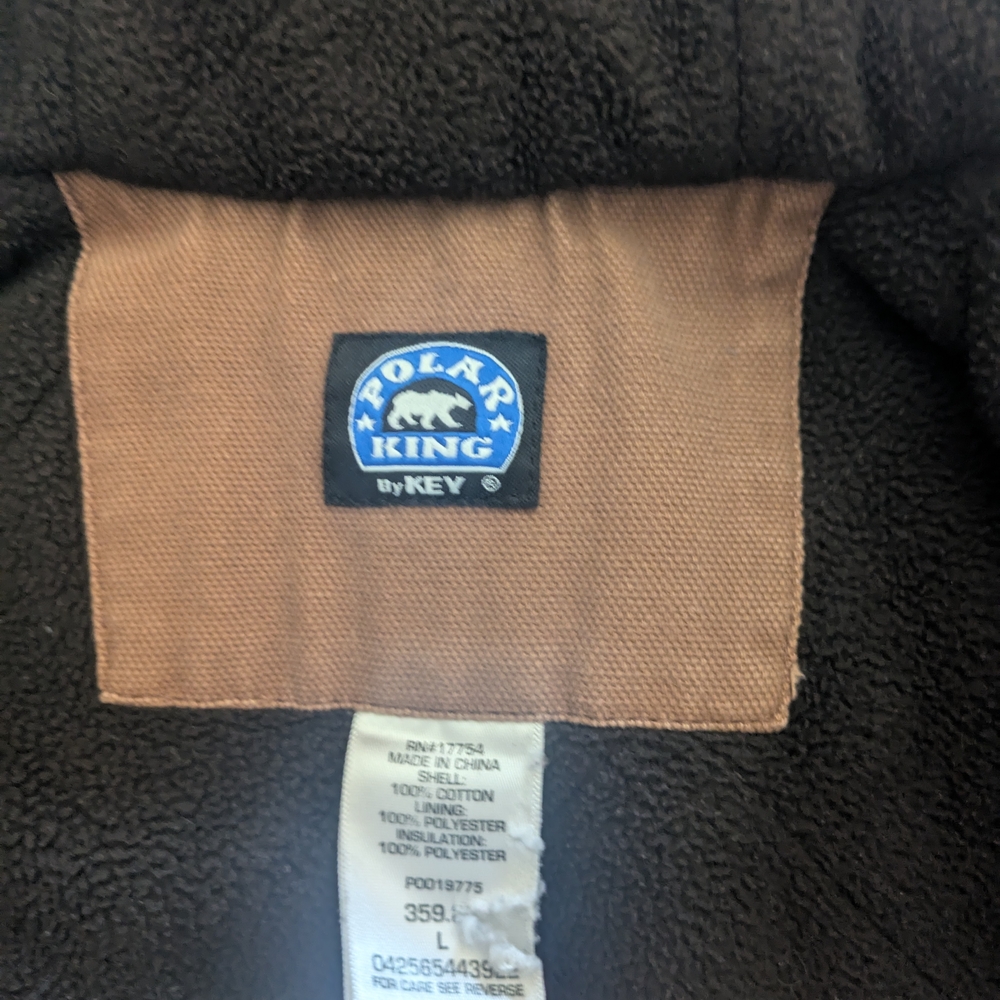 POLAR
KING
By KEY ®
RN#17754
MADE IN CHINA
SHELL:
100% COTTON
LINING:
100% POLYESTER
INSULATION:
100% POLYESTER
PO019775
L
FOR CARE SEE REVERSE